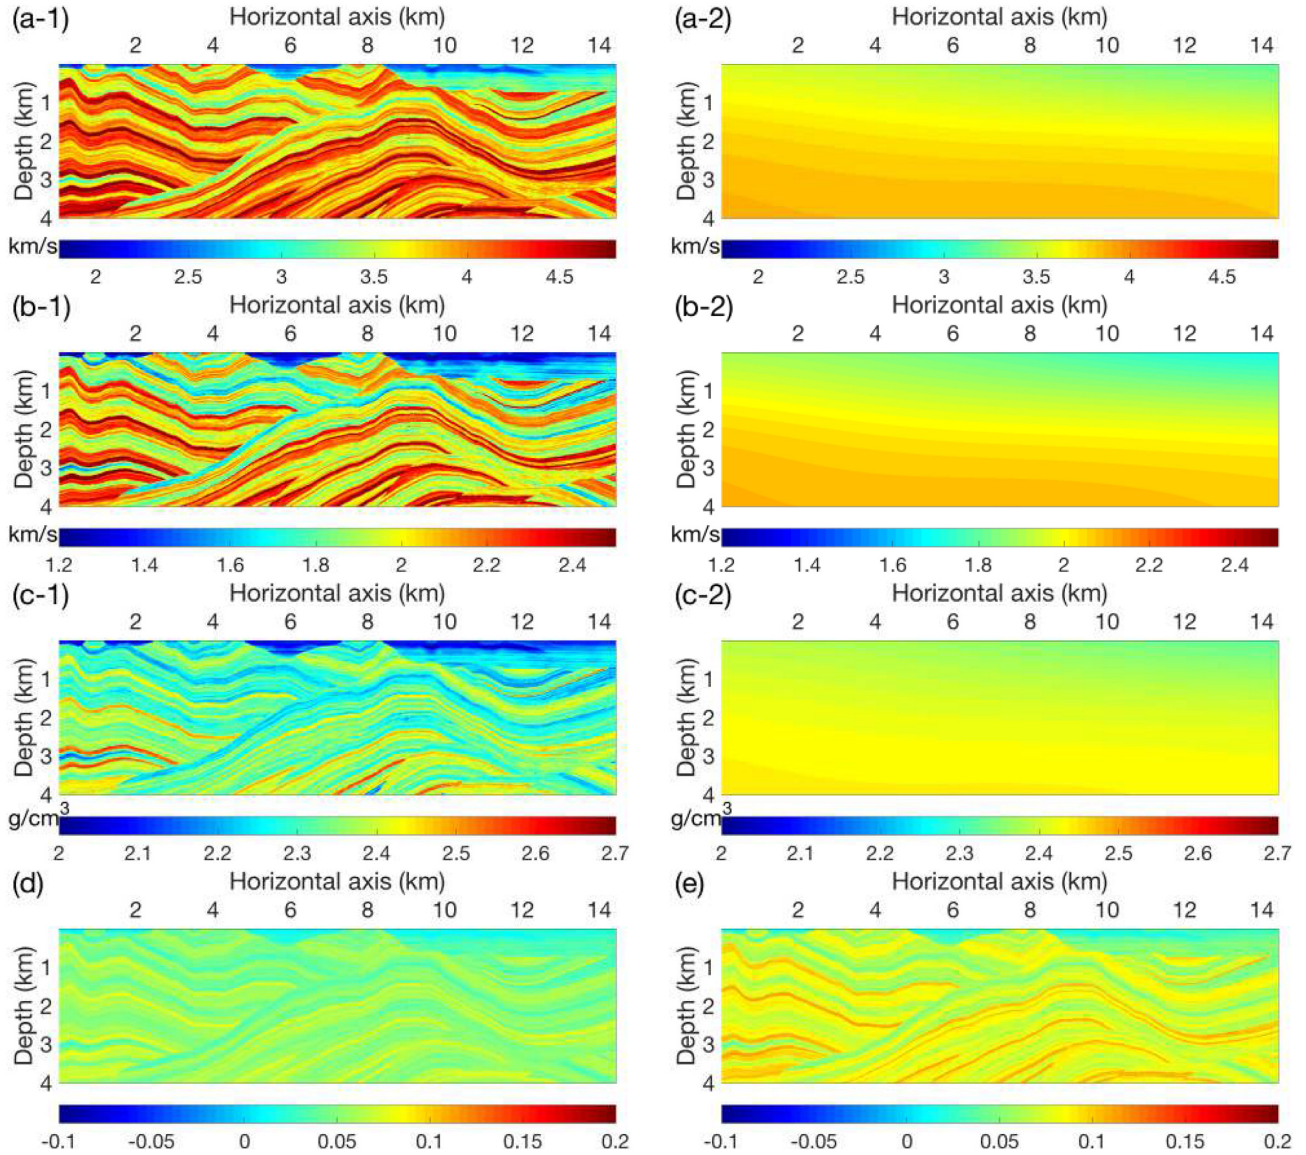 (a-1) Horizontal axis (km)
2 4 6 8 10 12 14
Depth (km)
1
2
3
4
km/s
2 2.5 3 3.5 4 4.5
(a-2) Horizontal axis (km)
2 4 6 8 10 12 14
Depth (km)
1
2
3
4
km/s
2 2.5 3 3.5 4 4.5
(b-1) Horizontal axis (km)
2 4 6 8 10 12 14
Depth (km)
1
2
3
4
km/s
1.2 1.4 1.6 1.8 2 2.2 2.4
(b-2) Horizontal axis (km)
2 4 6 8 10 12 14
Depth (km)
1
2
3
4
km/s
1.2 1.4 1.6 1.8 2 2.2 2.4
(c-1) Horizontal axis (km)
2 4 6 8 10 12 14
Depth (km)
1
2
3
4
g/cm³
2 2.1 2.2 2.3 2.4 2.5 2.6 2.7
(c-2) Horizontal axis (km)
2 4 6 8 10 12 14
Depth (km)
1
2
3
4
g/cm³
2 2.1 2.2 2.3 2.4 2.5 2.6 2.7
(d) Horizontal axis (km)
2 4 6 8 10 12 14
Depth (km)
1
2
3
4
-0.1 -0.05 0 0.05 0.1 0.15 0.2
(e) Horizontal axis (km)
2 4 6 8 10 12 14
Depth (km)
1
2
3
4
-0.1 -0.05 0 0.05 0.1 0.15 0.2